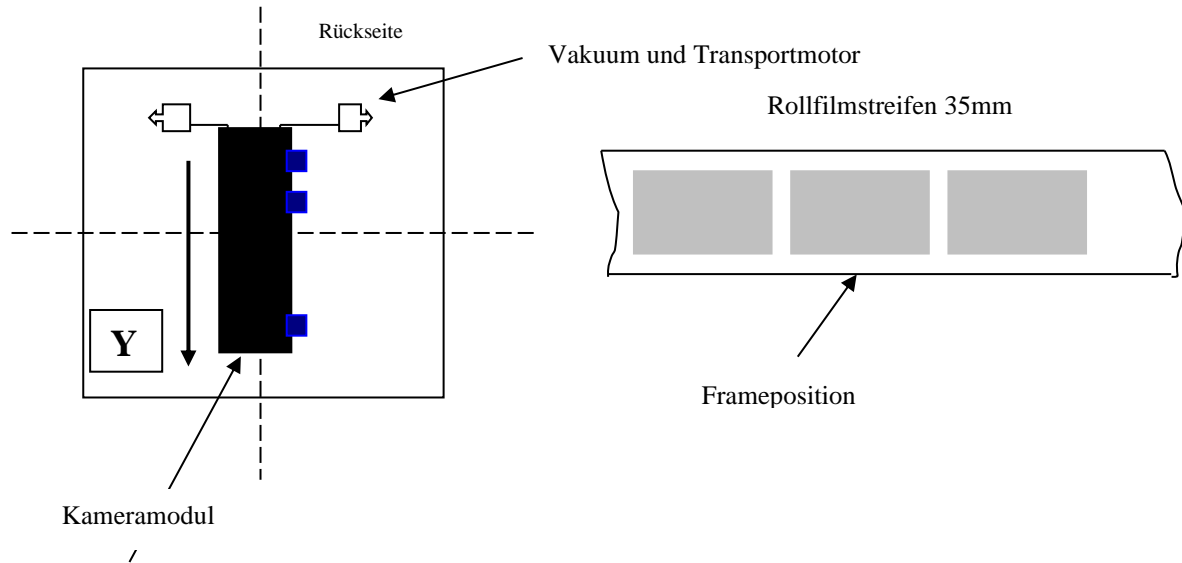 Rückseite
Vakuum und Transportmotor
Rollfilmstreifen 35mm
Y
Frameposition
Kameramodul